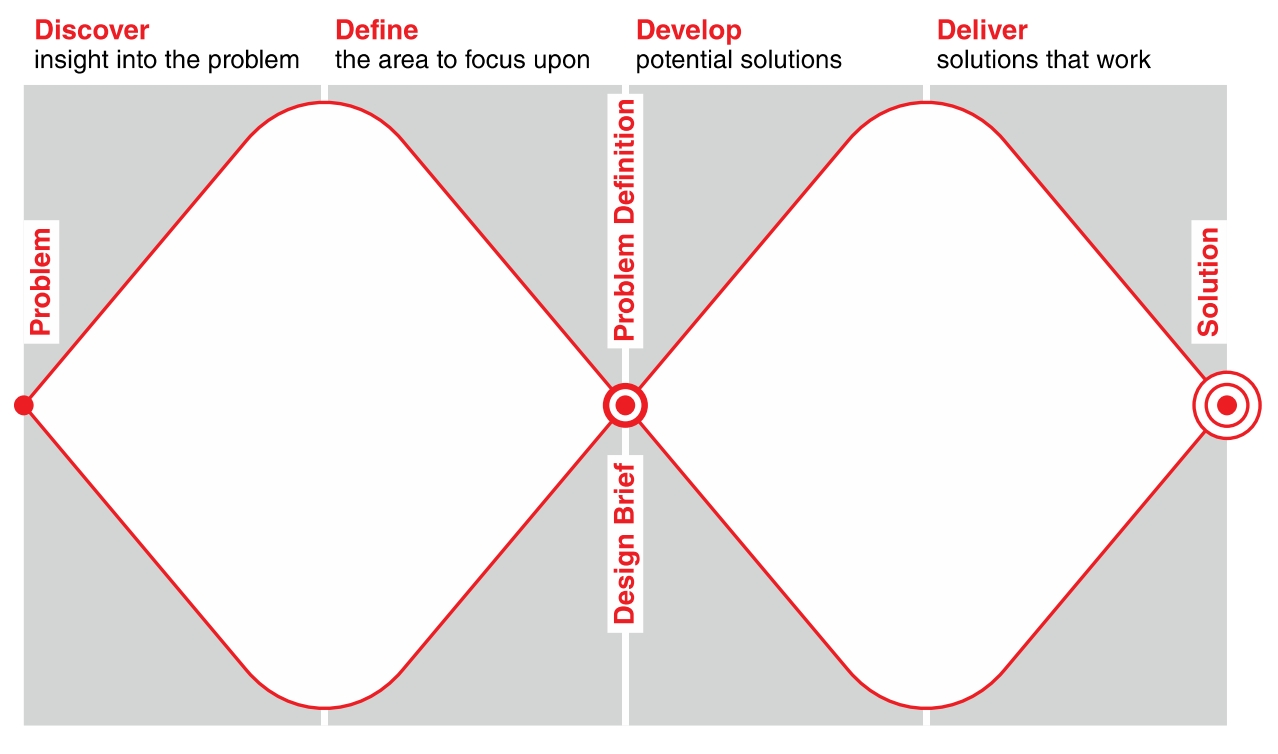 Discover
insight into the problem
Define
the area to focus upon
Develop
potential solutions
Deliver
solutions that work
Problem
Problem Definition
Design Brief
Solution